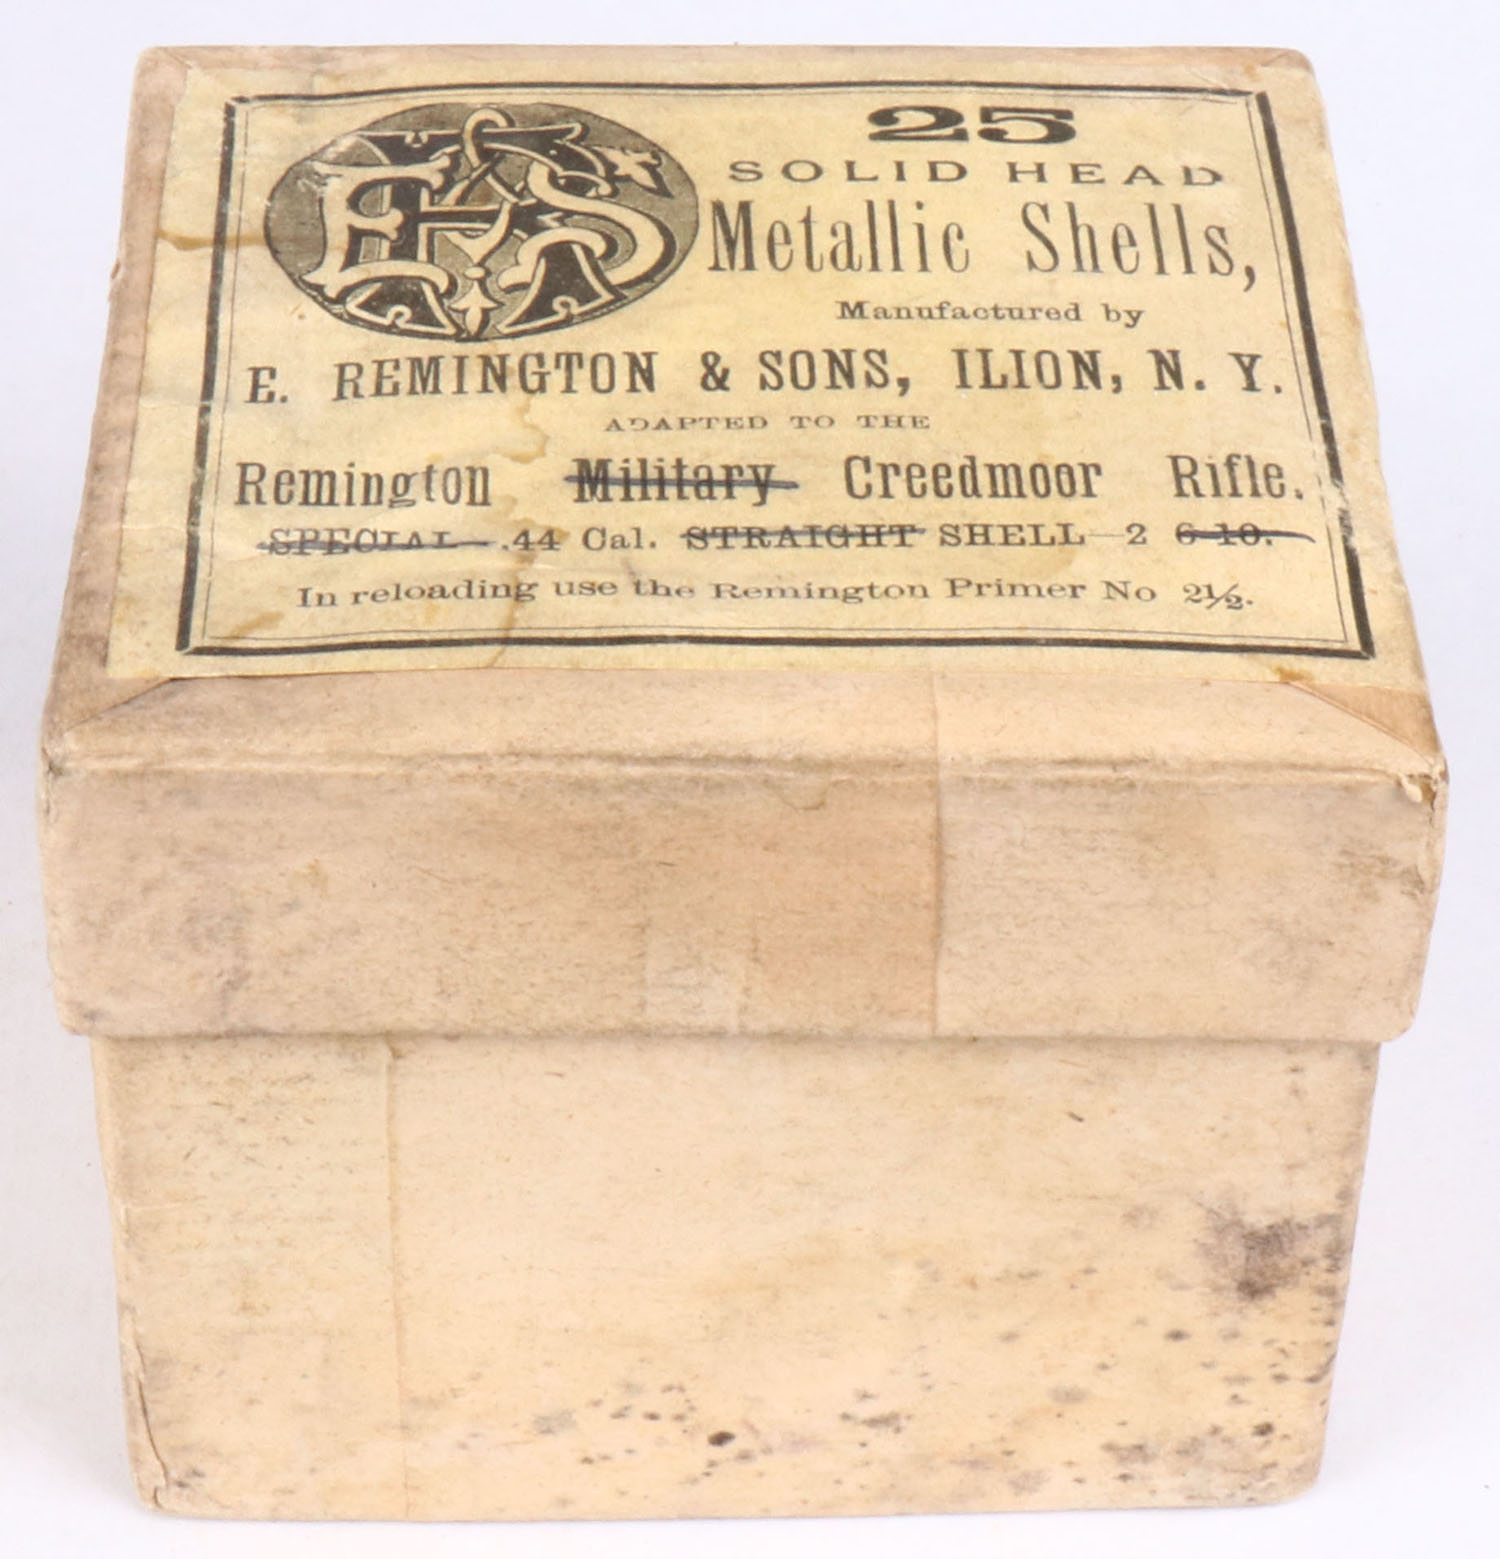 25
SOLID HEAD
Metallic Shells,
Manufactured by
E. REMINGTON & SONS, ILION, N. Y.
ADAPTED TO THE
Remington Military Creedmoor Rifle.
SPECIAL .44 Cal. STRAIGHT SHELL—2 6-10.
In reloading use the Remington Primer No 2½.